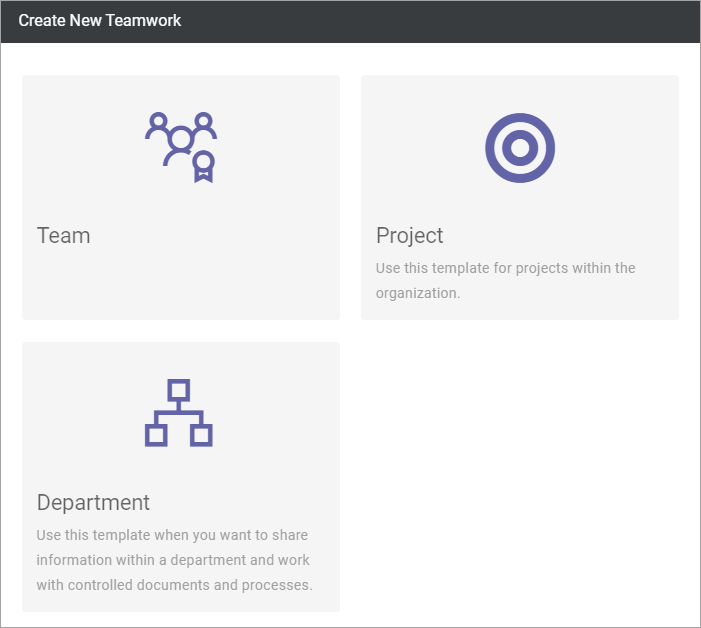 Create New Teamwork
Team
Project
Use this template for projects within the
organization.
Department
Use this template when you want to share
information within a department and work
with controlled documents and processes.